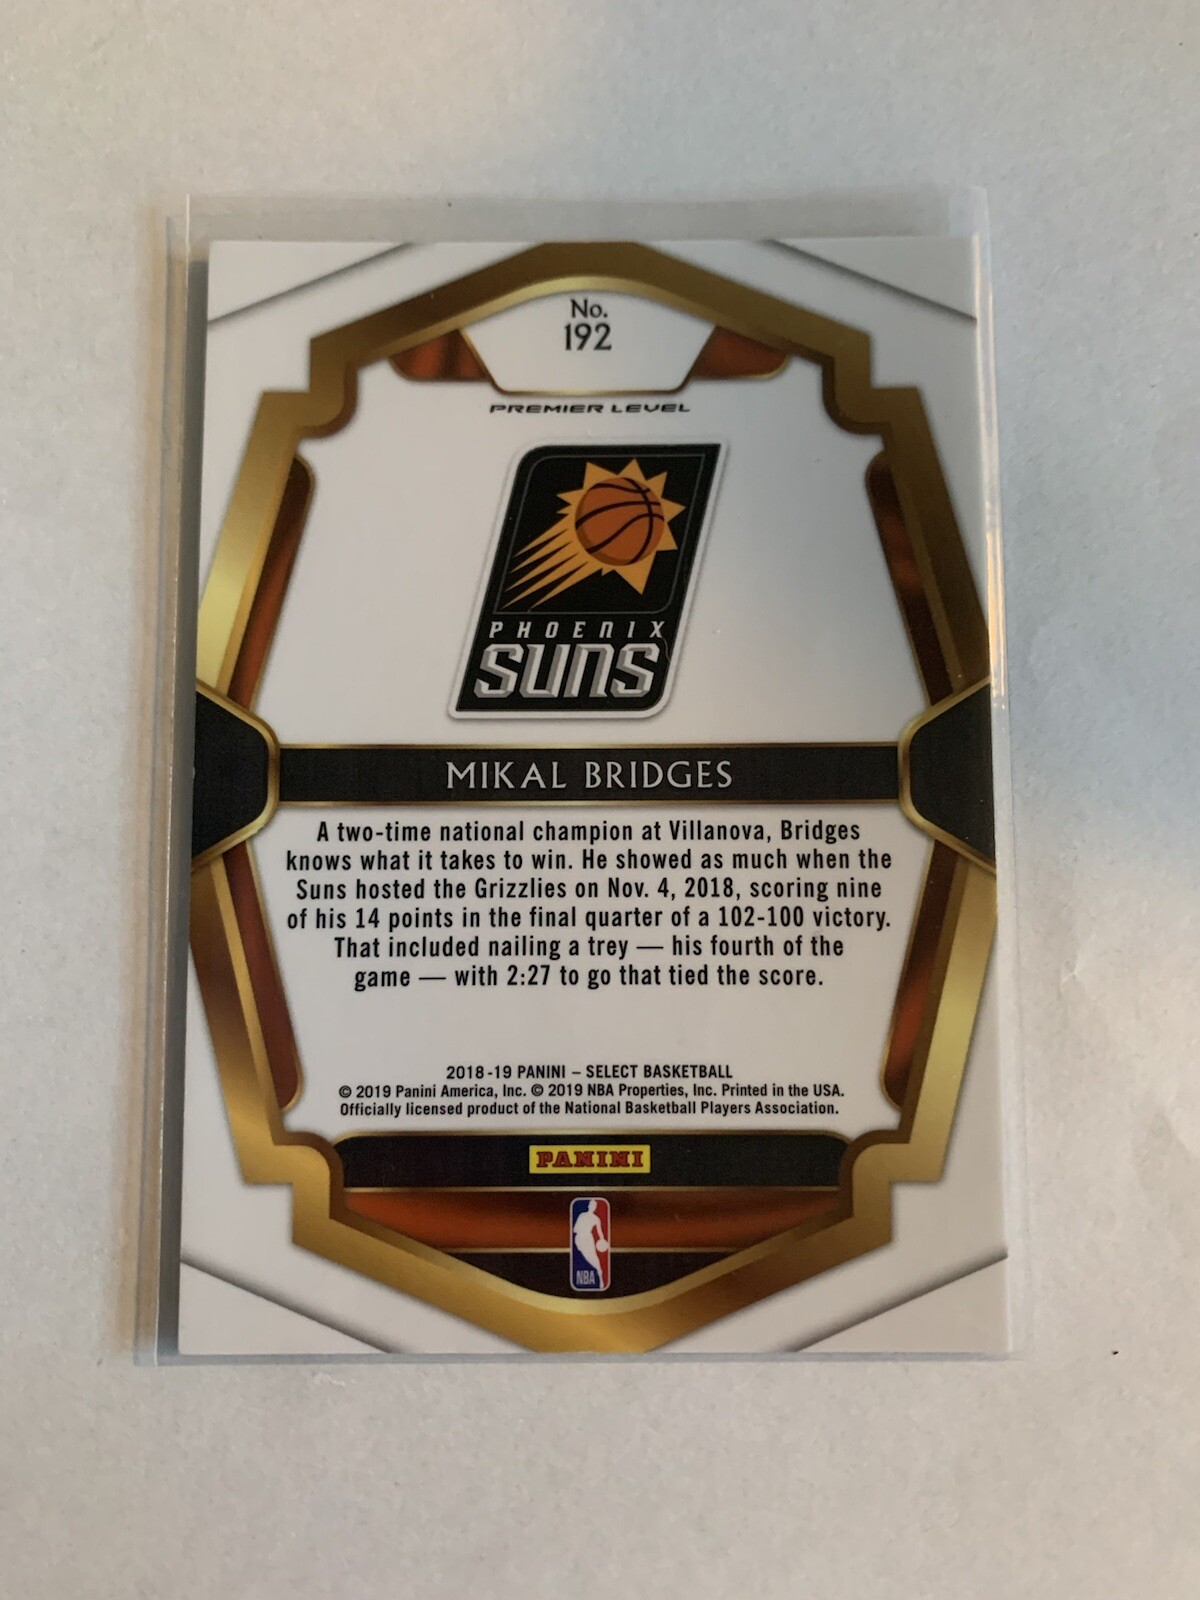 No.
192
PREMIER LEVEL
PHOENIX
SUNS
MIKAL BRIDGES
A two-time national champion at Villanova, Bridges
knows what it takes to win. He showed as much when the
Suns hosted the Grizzlies on Nov. 4, 2018, scoring nine
of his 14 points in the final quarter of a 102-100 victory.
That included nailing a trey — his fourth of the
game — with 2:27 to go that tied the score.
2018-19 PANINI – SELECT BASKETBALL
© 2019 Panini America, Inc. © 2019 NBA Properties, Inc. Printed in the USA.
Officially licensed product of the National Basketball Players Association.
PANINI
NBA